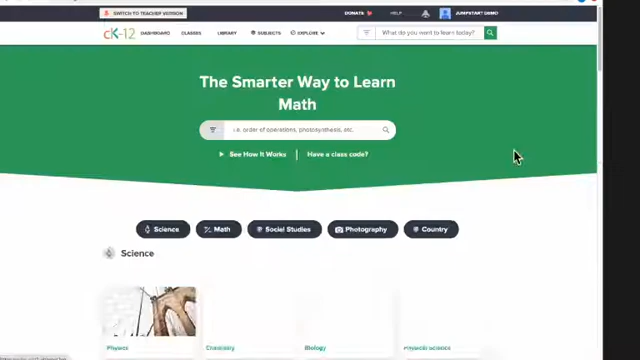 SWITCH TO TEACHER VERSION
DONATE
HELP
JUMPSTART DEMO
cK-12
DASHBOARD
CLASSES
LIBRARY
SUBJECTS
EXPLORE
What do you want to learn today?
The Smarter Way to Learn
Math
i.e. order of operations, photosynthesis, etc.
See How It Works
Have a class code?
Science
Math
Social Studies
Photography
Country
Science
Physics
Chemistry
Biology
Physical Science